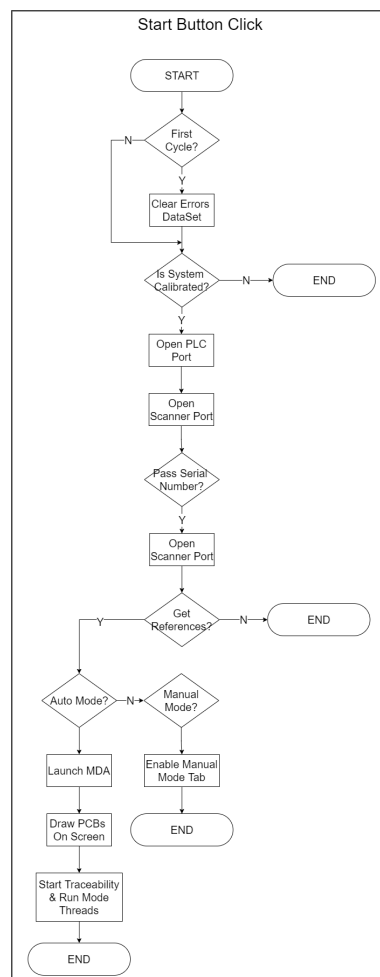 Start Button Click
START
First
Cycle?
N
Y
Clear Errors
DataSet
Is System
Calibrated?
N
END
Y
Open PLC
Port
Open
Scanner Port
Pass Serial
Number?
Y
Open
Scanner Port
Get
References?
Y
N
END
Auto Mode?
N
Manual
Mode?
Launch MDA
Enable Manual
Mode Tab
Draw PCBs
On Screen
END
Start Traceability
& Run Mode
Threads
END